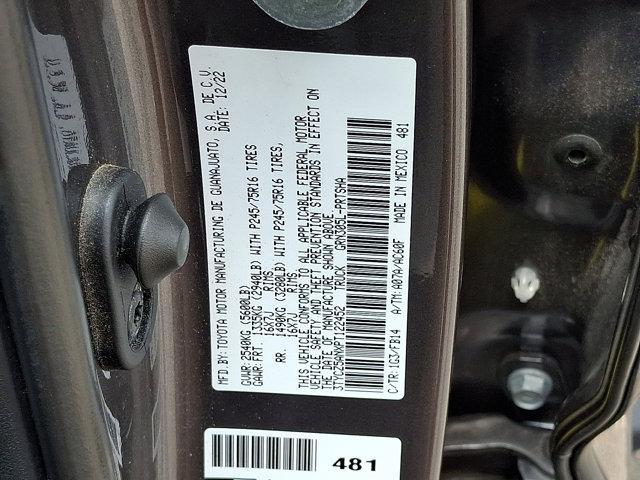 MFD.BY: TOYOTA MOTOR MANUFACTURING DE GUANAJUATO, S.A. DE C.V.
DATE: 12/22
GVWR: 2540KG (5600LB)
GAWR: FRT. 1335KG (2940LB) WITH P245/75R16 TIRES
16X7J RIMS,
RR. 1490KG (3280LB) WITH P245/75R16 TIRES,
16X7J RIMS.
THIS VEHICLE CONFORMS TO ALL APPLICABLE FEDERAL MOTOR
VEHICLE SAFETY AND THEFT PREVENTION STANDARDS IN EFFECT ON
THE DATE OF MANUFACTURE SHOWN ABOVE.
3TYCZ5ANXPT122452 TRUCK GRN305L-PRTSHA
C/TR: 1G3/FB14 A/TM: A07A/AC60F MADE IN MEXICO 481
481